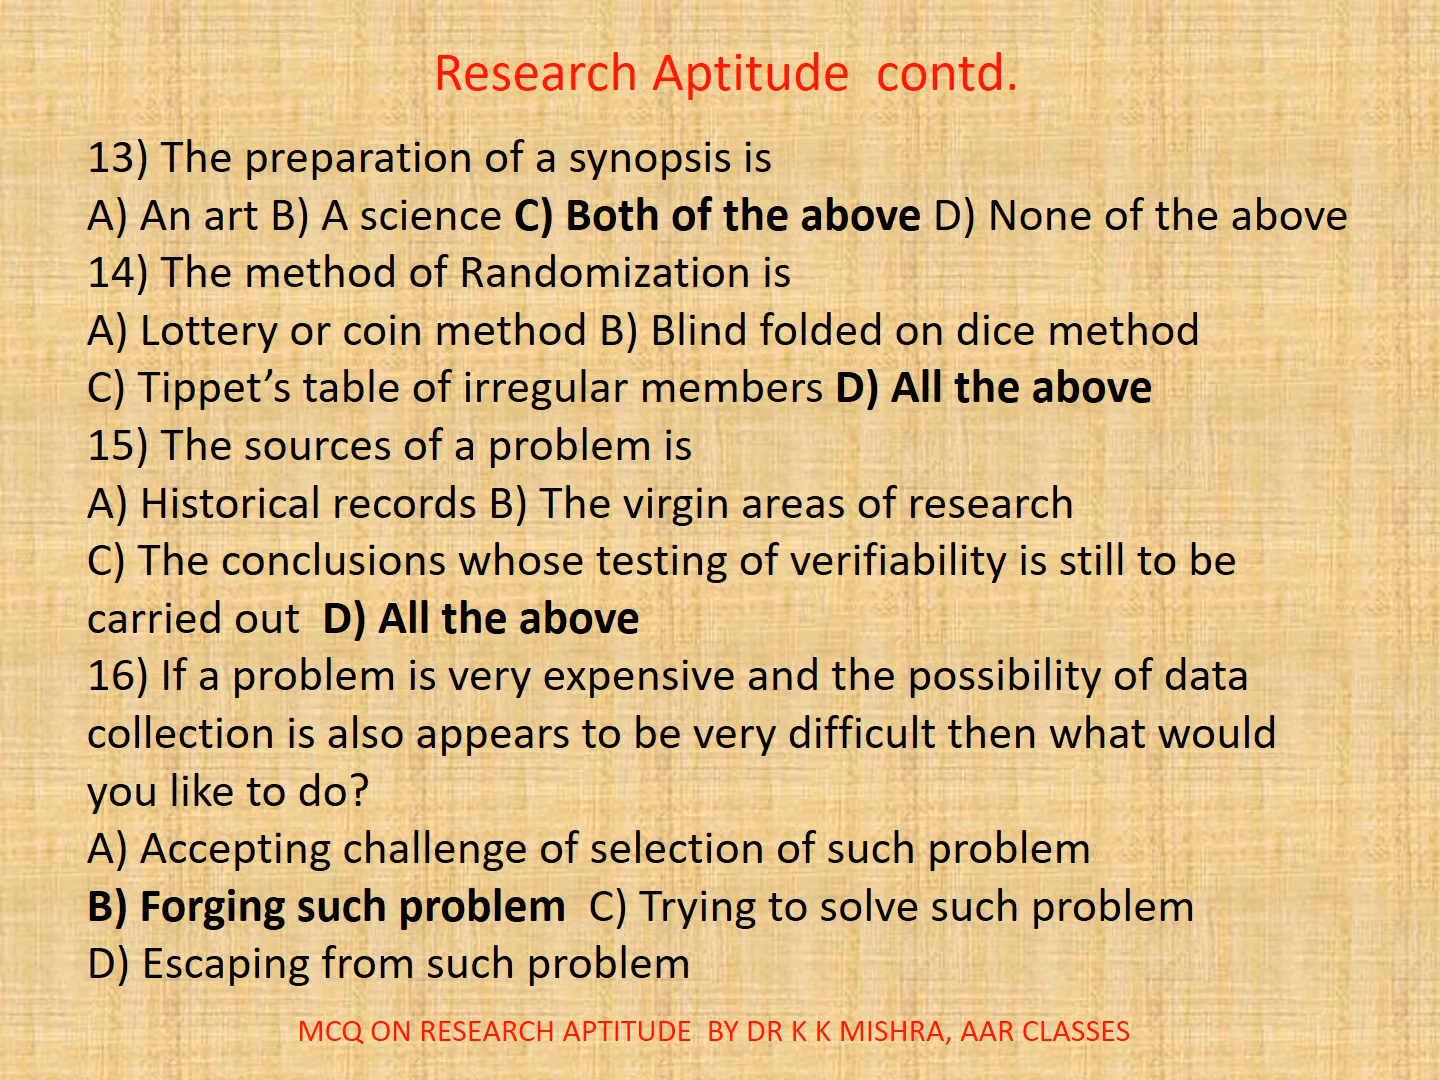 Research Aptitude  contd.
13) The preparation of a synopsis is
A) An art B) A science C) Both of the above D) None of the above
14) The method of Randomization is
A) Lottery or coin method B) Blind folded on dice method
C) Tippet’s table of irregular members D) All the above
15) The sources of a problem is
A) Historical records B) The virgin areas of research
C) The conclusions whose testing of verifiability is still to be
carried out  D) All the above
16) If a problem is very expensive and the possibility of data
collection is also appears to be very difficult then what would
you like to do?
A) Accepting challenge of selection of such problem
B) Forging such problem  C) Trying to solve such problem
D) Escaping from such problem
MCQ ON RESEARCH APTITUDE  BY DR K K MISHRA, AAR CLASSES